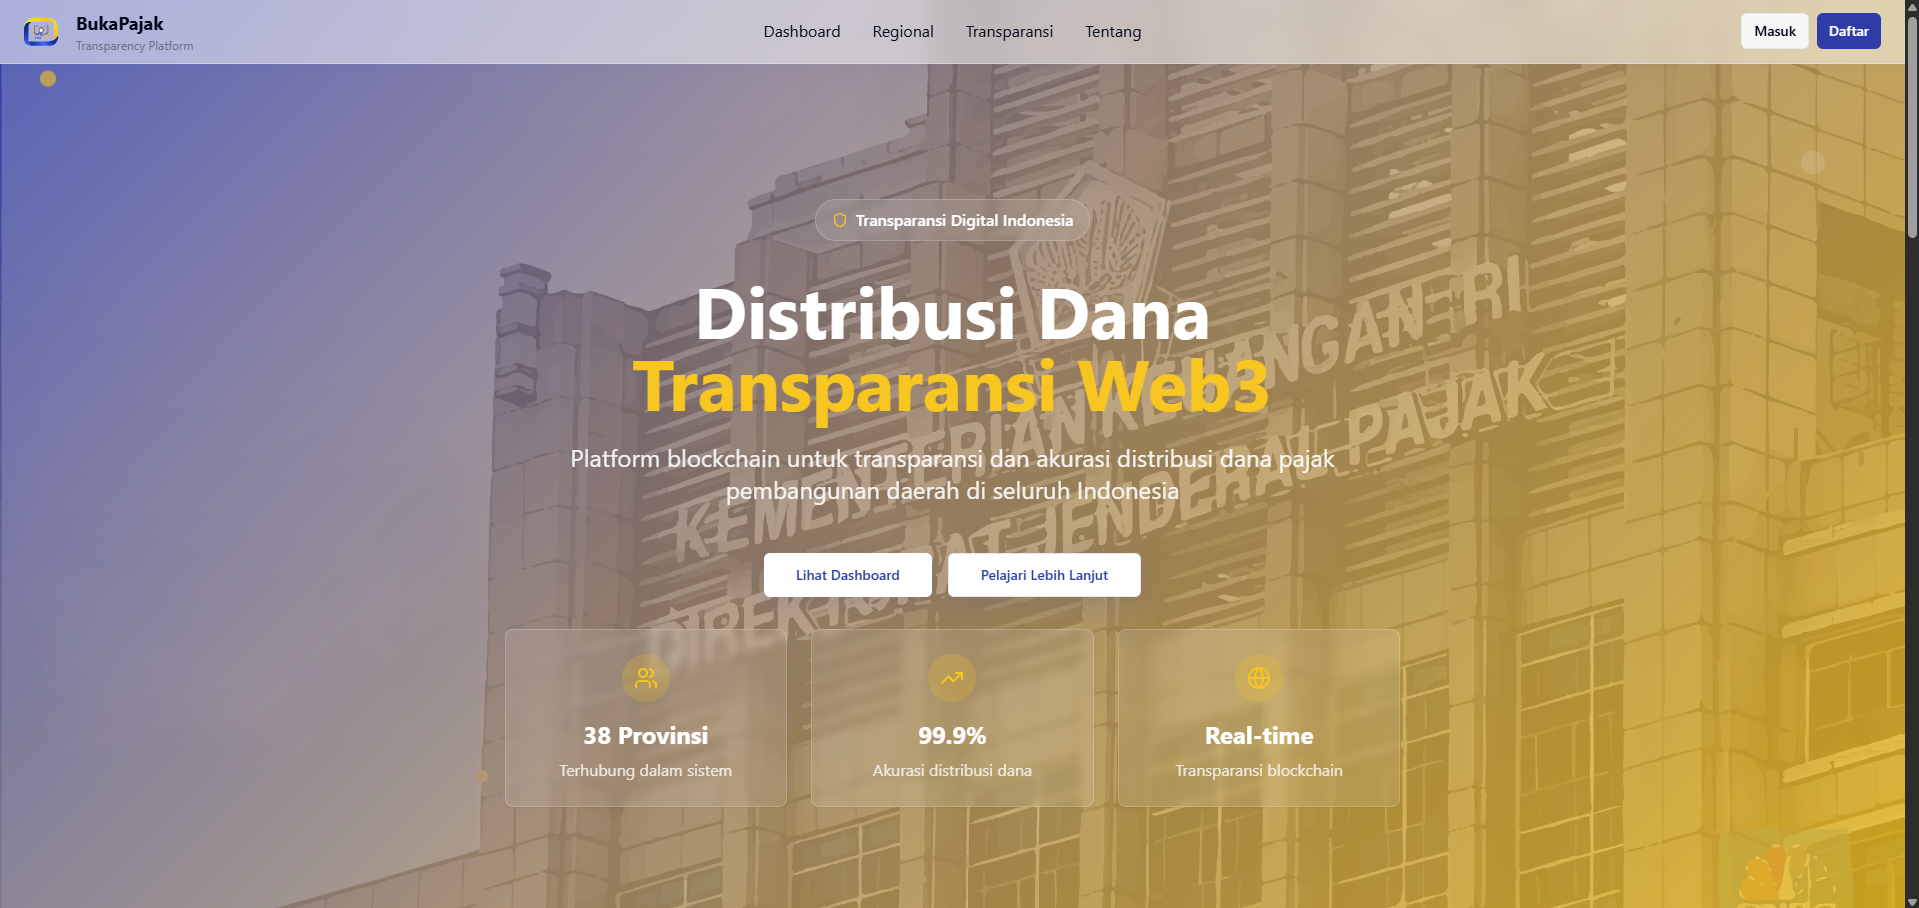 BukaPajak
Transparency Platform
Dashboard
Regional
Transparansi
Tentang
Masuk
Daftar
Transparansi Digital Indonesia
Distribusi Dana
Transparansi Web3
Platform blockchain untuk transparansi dan akurasi distribusi dana pajak
pembangunan daerah di seluruh Indonesia
KEMENTERIAN KEUANGAN RI
DIREKTORAT JENDERAL PAJAK
Lihat Dashboard
Pelajari Lebih Lanjut
38 Provinsi
Terhubung dalam sistem
99.9%
Akurasi distribusi dana
Real-time
Transparansi blockchain